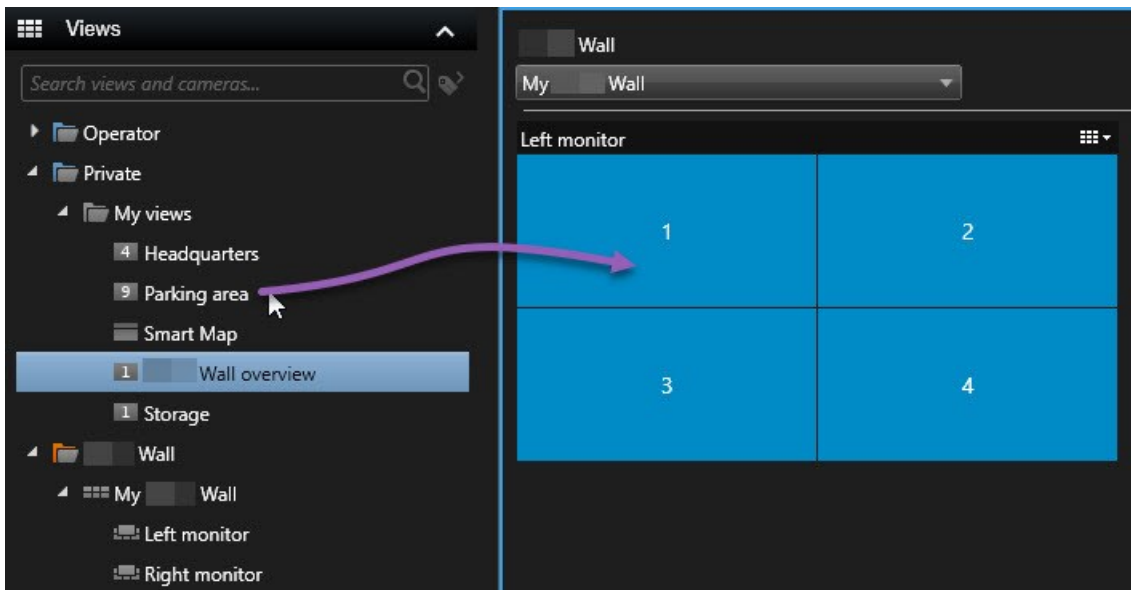 Views
Search views and cameras...
Operator
Private
My views
4 Headquarters
9 Parking area
Smart Map
1 Wall overview
1 Storage
Wall
My Wall
Left monitor
Right monitor
Wall
My Wall
Left monitor
1 2
3 4